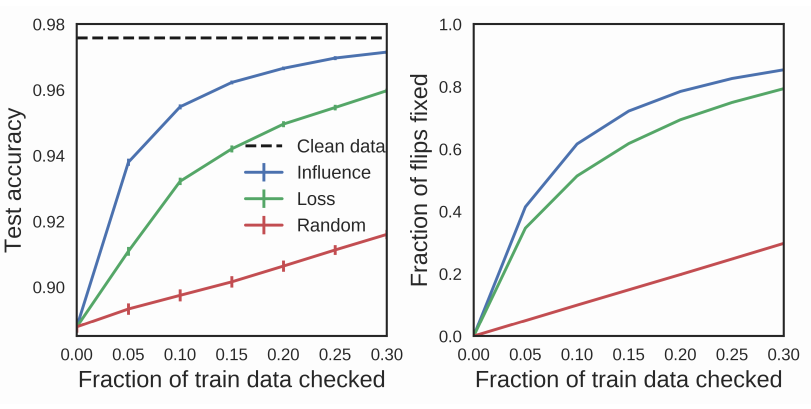 0.98
0.96
0.94
0.92
0.90
Test accuracy
Clean data
Influence
Loss
Random
0.00 0.05 0.10 0.15 0.20 0.25 0.30
Fraction of train data checked
1.0
0.8
0.6
0.4
0.2
0.0
Fraction of flips fixed
0.00 0.05 0.10 0.15 0.20 0.25 0.30
Fraction of train data checked